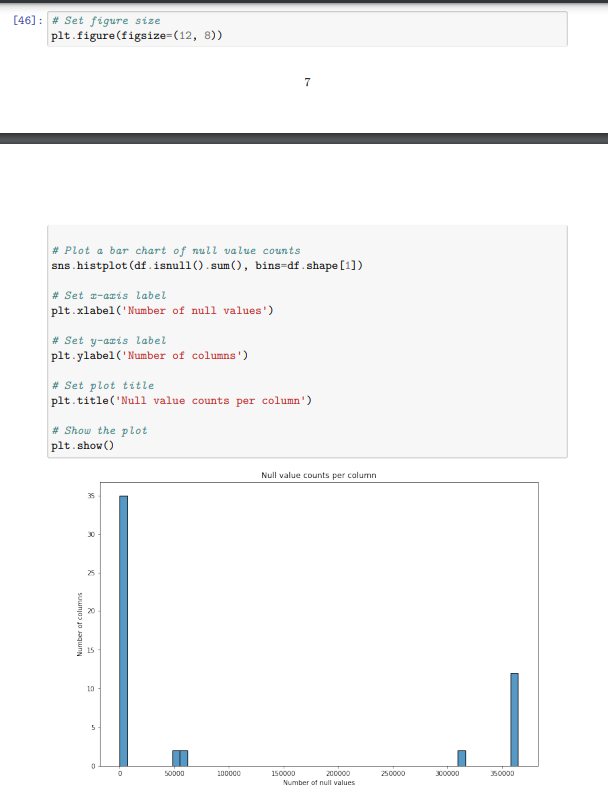 [46]: # Set figure size
plt.figure(figsize=(12, 8))
7
# Plot a bar chart of null value counts
sns.histplot(df.isnull().sum(), bins=df.shape[1])
# Set x-axis label
plt.xlabel('Number of null values')
# Set y-axis label
plt.ylabel('Number of columns')
# Set plot title
plt.title('Null value counts per column')
# Show the plot
plt.show()
Null value counts per column
35
30
25
20
15
10
5
0
Number of columns
0 50000 100000 150000 200000 250000 300000 350000
Number of null values